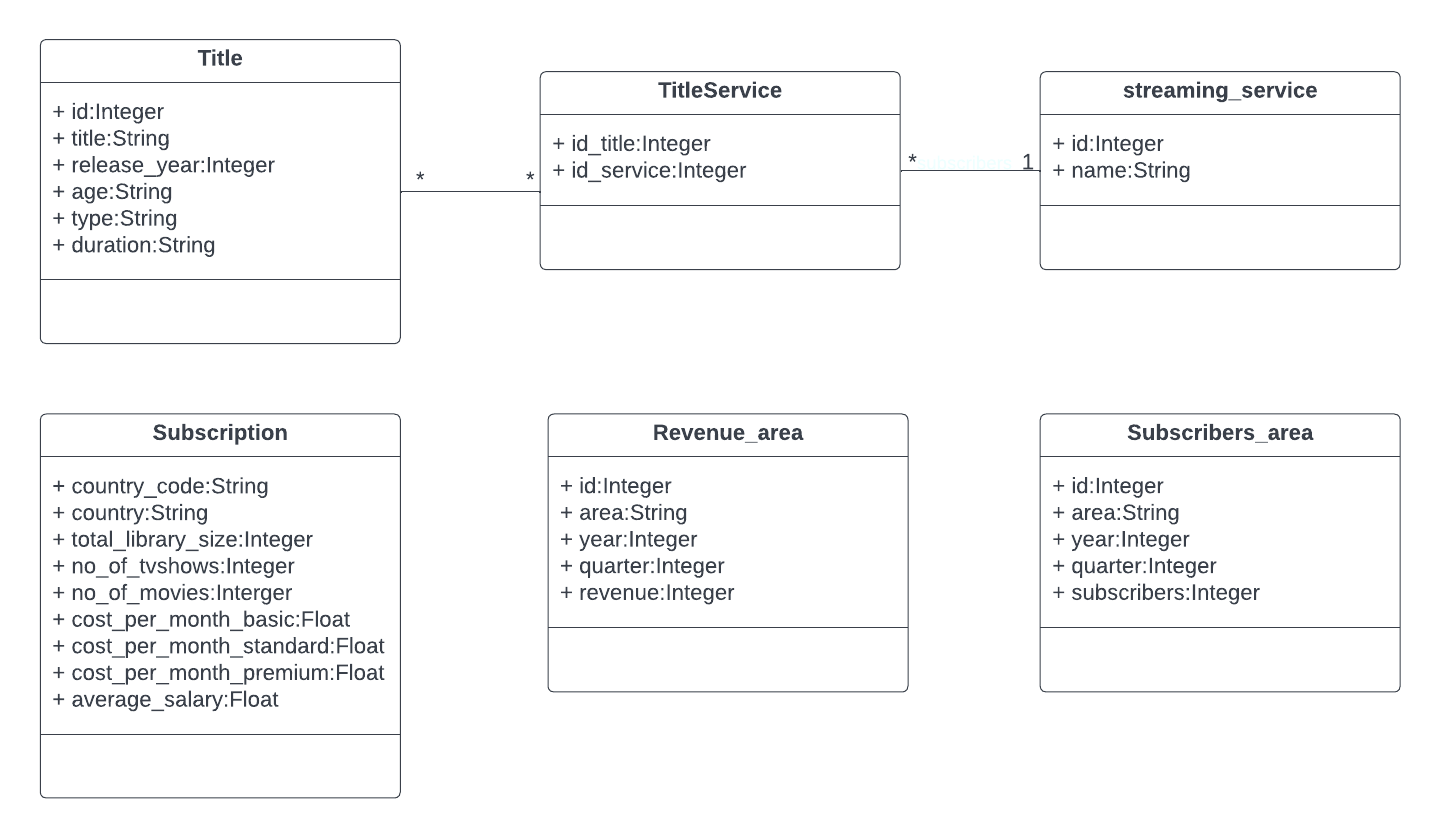 Title
+ id:Integer
+ title:String
+ release_year:Integer
+ age:String
+ type:String
+ duration:String
* *
TitleService
+ id_title:Integer
+ id_service:Integer
* subscribers 1
streaming_service
+ id:Integer
+ name:String
Subscription
+ country_code:String
+ country:String
+ total_library_size:Integer
+ no_of_tvshows:Integer
+ no_of_movies:Interger
+ cost_per_month_basic:Float
+ cost_per_month_standard:Float
+ cost_per_month_premium:Float
+ average_salary:Float
Revenue_area
+ id:Integer
+ area:String
+ year:Integer
+ quarter:Integer
+ revenue:Integer
Subscribers_area
+ id:Integer
+ area:String
+ year:Integer
+ quarter:Integer
+ subscribers:Integer